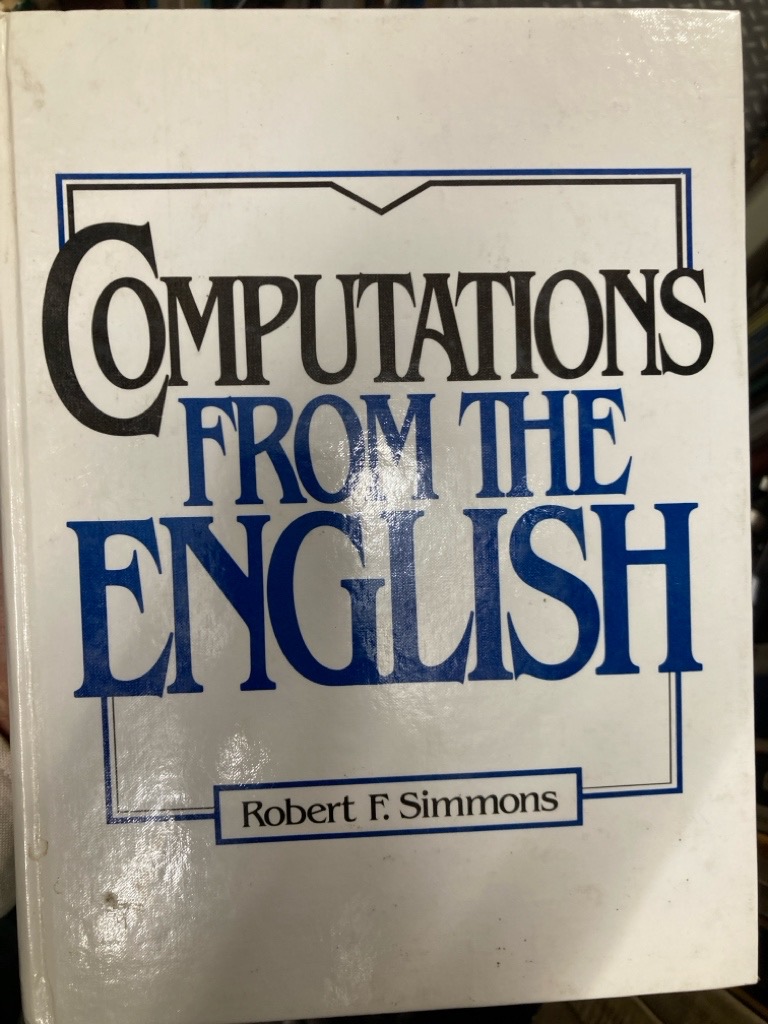 COMPUTATIONS
FROM THE
ENGLISH
Robert F. Simmons